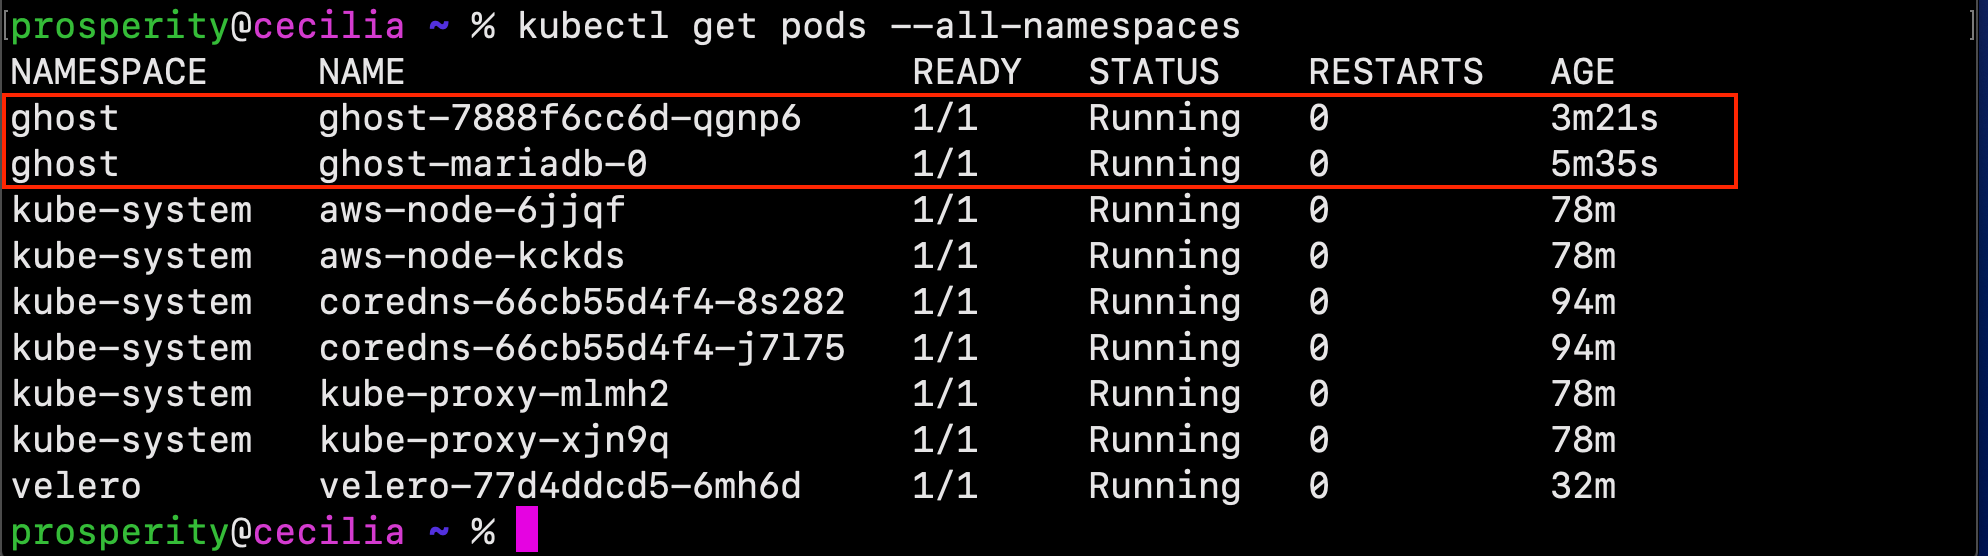 prosperity@cecilia ~ % kubectl get pods --all-namespaces
NAMESPACE     NAME                       READY   STATUS    RESTARTS   AGE
ghost         ghost-7888f6cc6d-qgnp6     1/1     Running   0          3m21s
ghost         ghost-mariadb-0            1/1     Running   0          5m35s
kube-system   aws-node-6jjqf             1/1     Running   0          78m
kube-system   aws-node-kckds             1/1     Running   0          78m
kube-system   coredns-66cb55d4f4-8s282   1/1     Running   0          94m
kube-system   coredns-66cb55d4f4-j7l75   1/1     Running   0          94m
kube-system   kube-proxy-mlmh2           1/1     Running   0          78m
kube-system   kube-proxy-xjn9q           1/1     Running   0          78m
velero        velero-77d4ddcd5-6mh6d     1/1     Running   0          32m
prosperity@cecilia ~ %